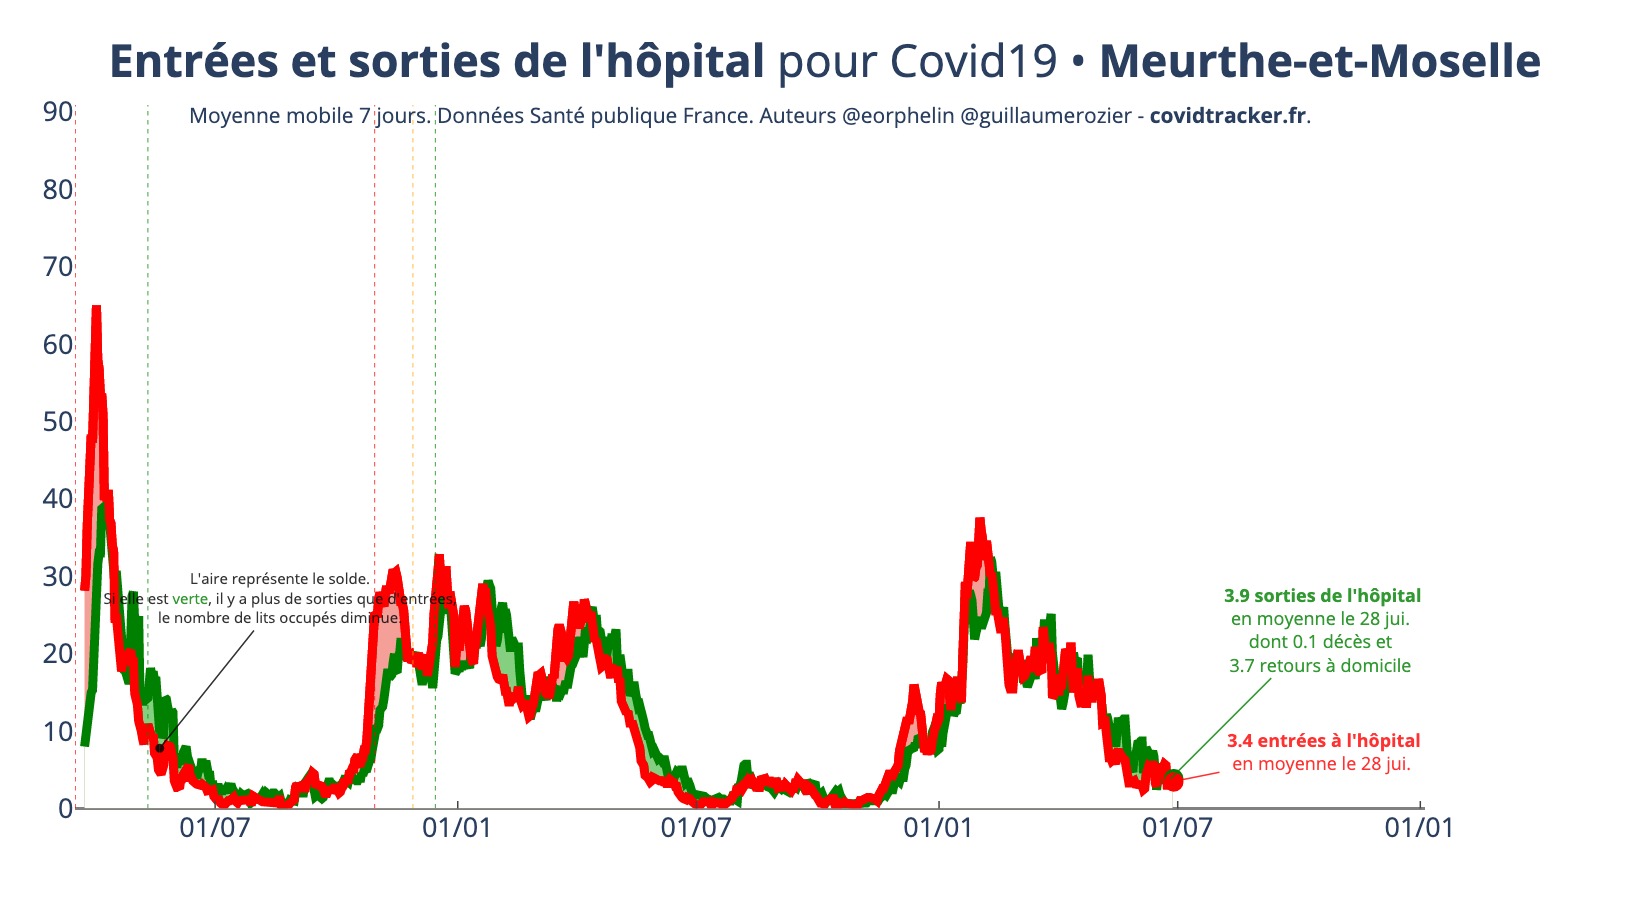 Entrées et sorties de l'hôpital pour Covid19 • Meurthe-et-Moselle
Moyenne mobile 7 jours. Données Santé publique France. Auteurs @eorphelin @guillaumerozier - covidtracker.fr.
90
80
70
60
50
40
30
20
10
0
L'aire représente le solde.
Si elle est verte, il y a plus de sorties que d'entrées,
le nombre de lits occupés diminue.
3.9 sorties de l'hôpital
en moyenne le 28 jui.
dont 0.1 décès et
3.7 retours à domicile
3.4 entrées à l'hôpital
en moyenne le 28 jui.
01/07 01/01 01/07 01/01 01/07 01/01